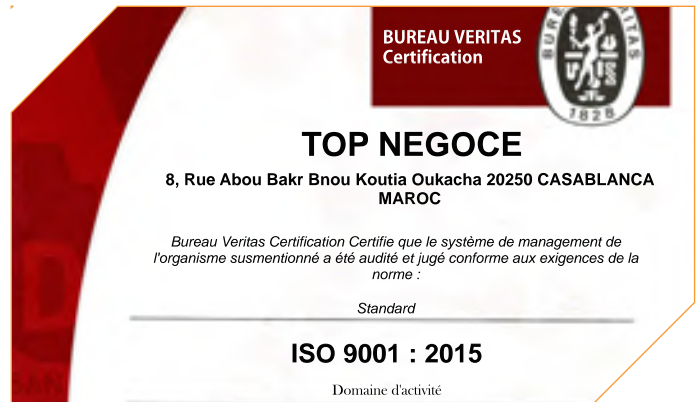 BUREAU VERITAS
Certification
1828
TOP NEGOCE
8, Rue Abou Bakr Bnou Koutia Oukacha 20250 CASABLANCA
MAROC
Bureau Veritas Certification Certifie que le système de management de
l'organisme susmentionné a été audité et jugé conforme aux exigences de la
norme :
Standard
ISO 9001 : 2015
Domaine d'activité